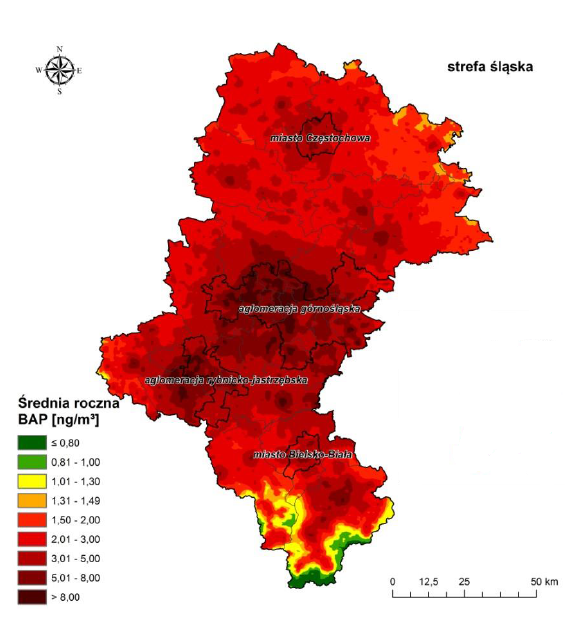 N
W E
S
strefa śląska
miasto Częstochowa
aglomeracja górnośląska
aglomeracja rybnicko-jastrzębska
miasto Bielsko-Biała
Średnia roczna
BAP [ng/m³]
≤ 0,80
0,81 - 1,00
1,01 - 1,30
1,31 - 1,49
1,50 - 2,00
2,01 - 3,00
3,01 - 5,00
5,01 - 8,00
> 8,00
0 12,5 25 50 km